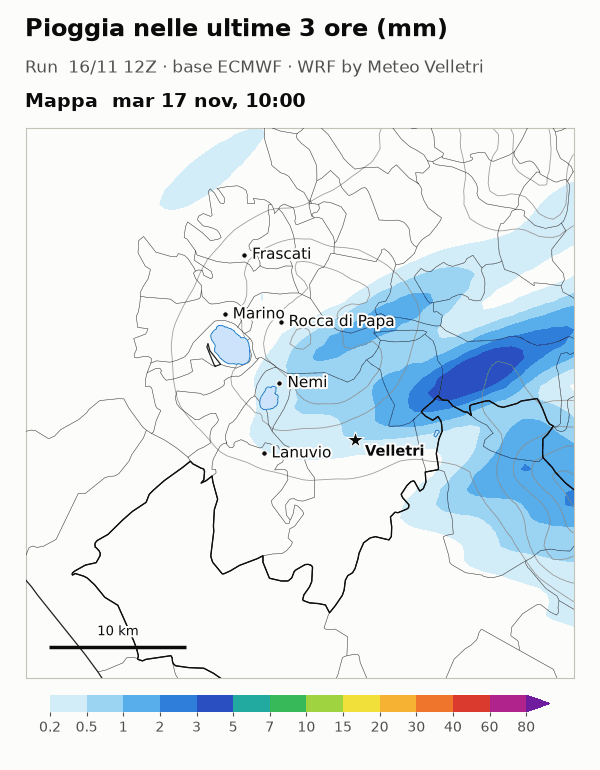 Pioggia nelle ultime 3 ore (mm)
Run  16/11 12Z · base ECMWF · WRF by Meteo Velletri
Mappa  mar 17 nov, 10:00
Frascati
Marino
Rocca di Papa
Nemi
Velletri
Lanuvio
10 km
0.2 0.5 1 2 3 5 7 10 15 20 30 40 60 80